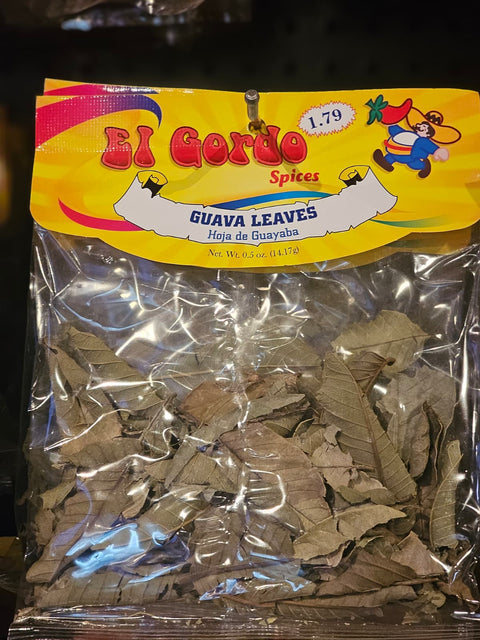 El Gordo
1.79
Spices
GUAVA LEAVES
Hoja de Guayaba
Net. Wt. 0.5 oz. (14.17g)